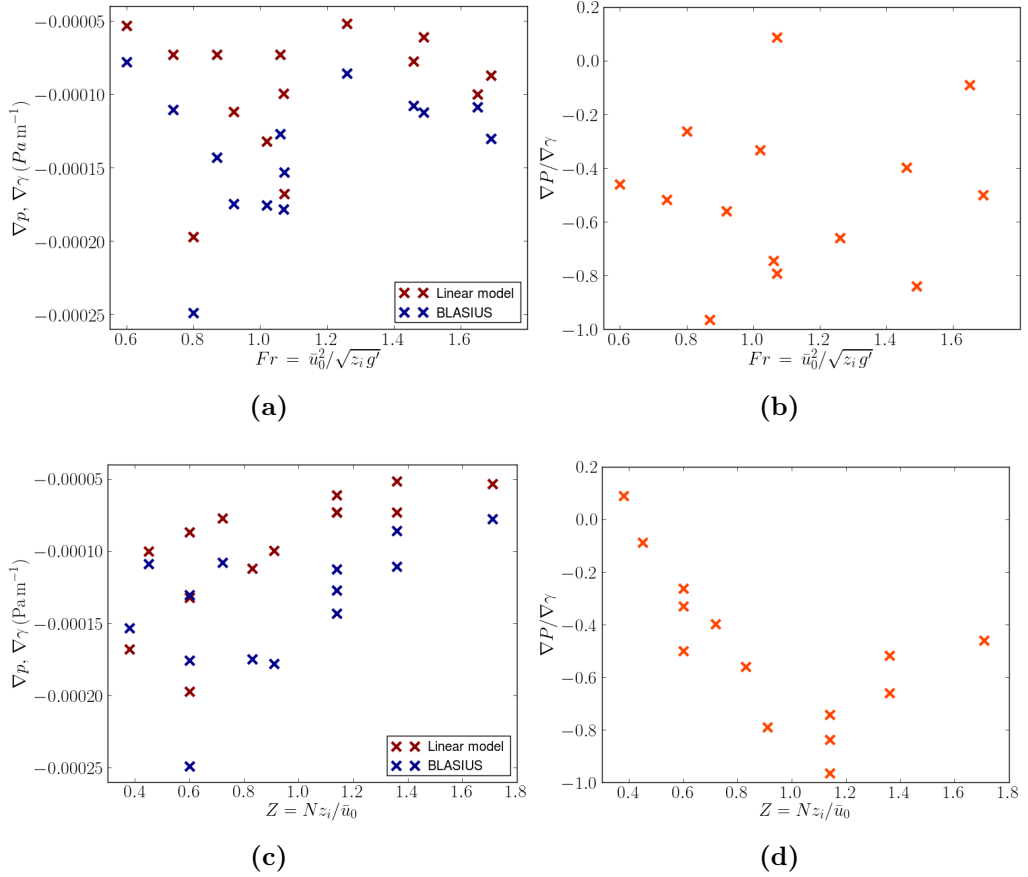 −0.00005
−0.00010
−0.00015
−0.00020
−0.00025
∇p, ∇γ (Pa m⁻¹)
Linear model
BLASIUS
0.6 0.8 1.0 1.2 1.4 1.6
Fr = ū₀²/√(z_i g′)
(a)
0.2
0.0
−0.2
−0.4
−0.6
−0.8
−1.0
∇P/∇γ
0.6 0.8 1.0 1.2 1.4 1.6
Fr = ū₀²/√(z_i g′)
(b)
−0.00005
−0.00010
−0.00015
−0.00020
−0.00025
∇p, ∇γ (Pa m⁻¹)
Linear model
BLASIUS
0.4 0.6 0.8 1.0 1.2 1.4 1.6 1.8
Z = Nz_i/ū₀
(c)
0.2
0.0
−0.2
−0.4
−0.6
−0.8
−1.0
∇P/∇γ
0.4 0.6 0.8 1.0 1.2 1.4 1.6 1.8
Z = Nz_i/ū₀
(d)